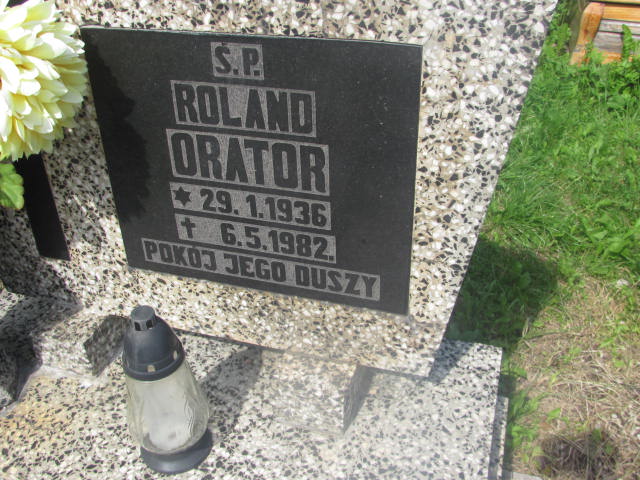 Ś.P.
ROLAND
ORATOR
* 29.1.1936
✝ 6.5.1982.
POKÓJ JEGO DUSZY